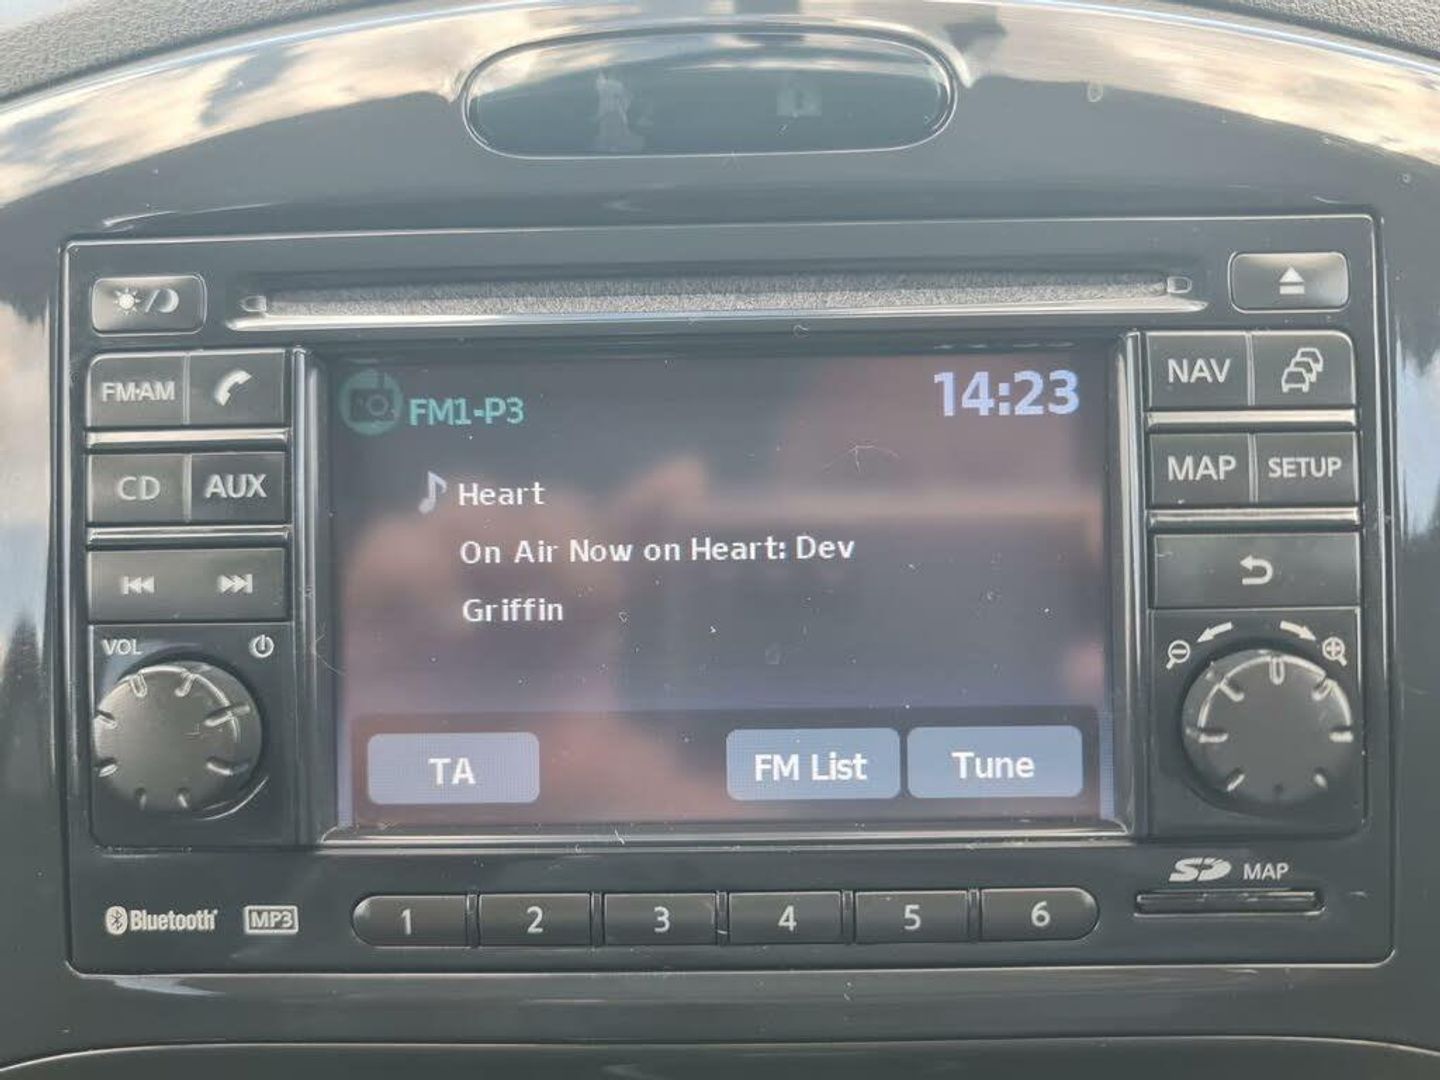 FM·AM
CD
AUX
VOL
FM1-P3
14:23
Heart
On Air Now on Heart: Dev
Griffin
TA
FM List
Tune
NAV
MAP
SETUP
Bluetooth
MP3
1
2
3
4
5
6
SD MAP